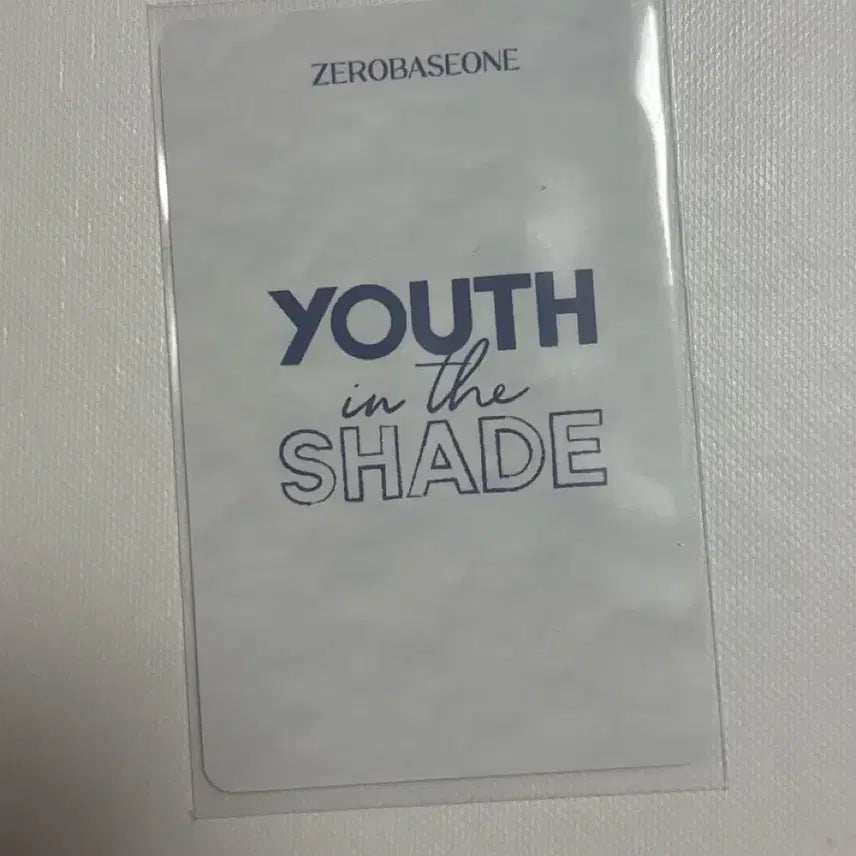 ZEROBASEONE
YOUTH
in the
SHADE